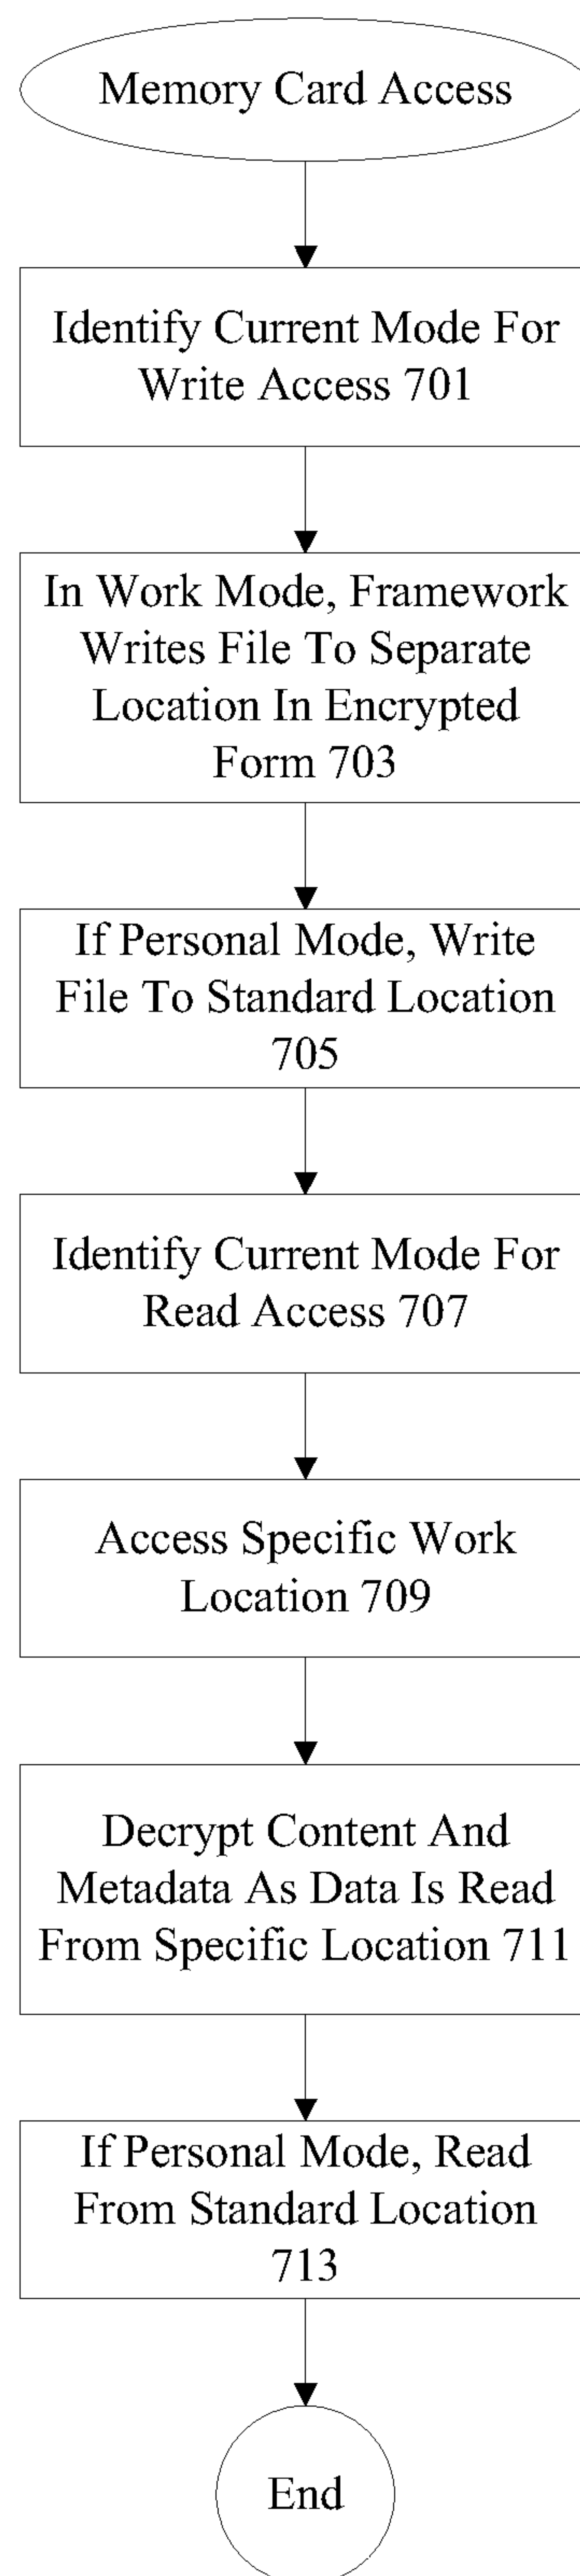 Memory Card Access
Identify Current Mode For
Write Access 701
In Work Mode, Framework
Writes File To Separate
Location In Encrypted
Form 703
If Personal Mode, Write
File To Standard Location
705
Identify Current Mode For
Read Access 707
Access Specific Work
Location 709
Decrypt Content And
Metadata As Data Is Read
From Specific Location 711
If Personal Mode, Read
From Standard Location
713
End